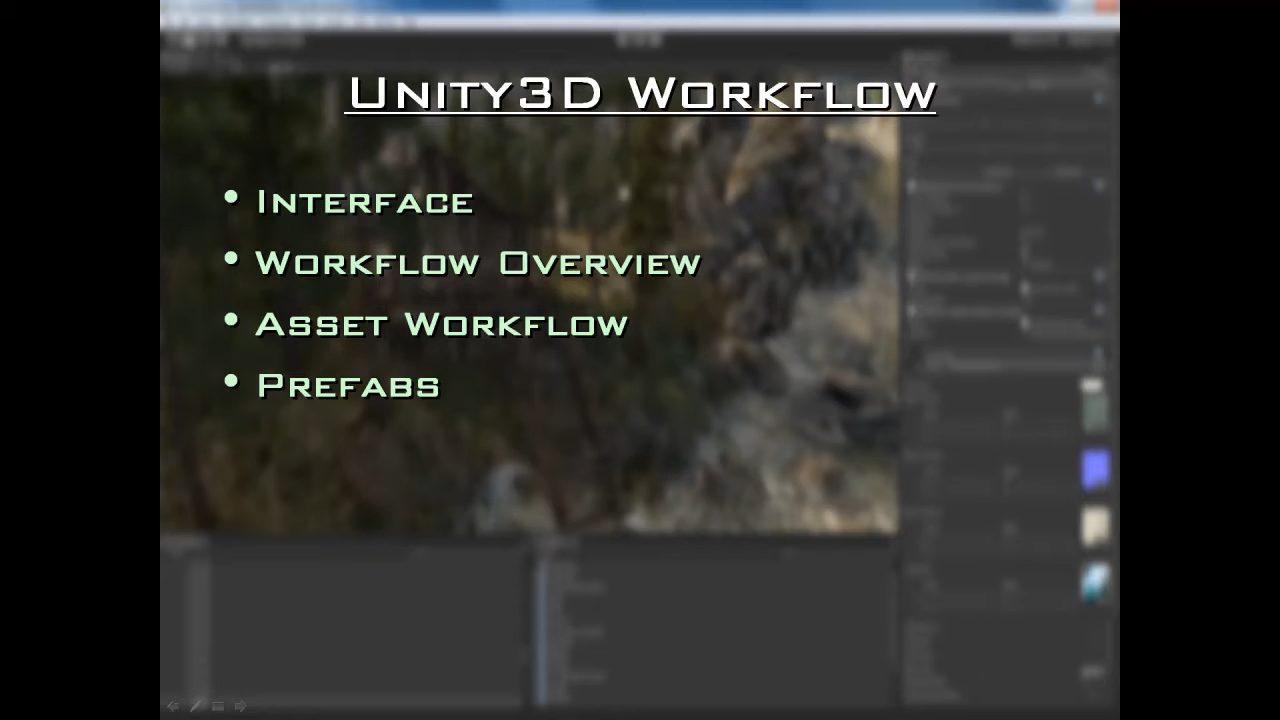 Unity3D Workflow
• Interface
• Workflow Overview
• Asset Workflow
• Prefabs